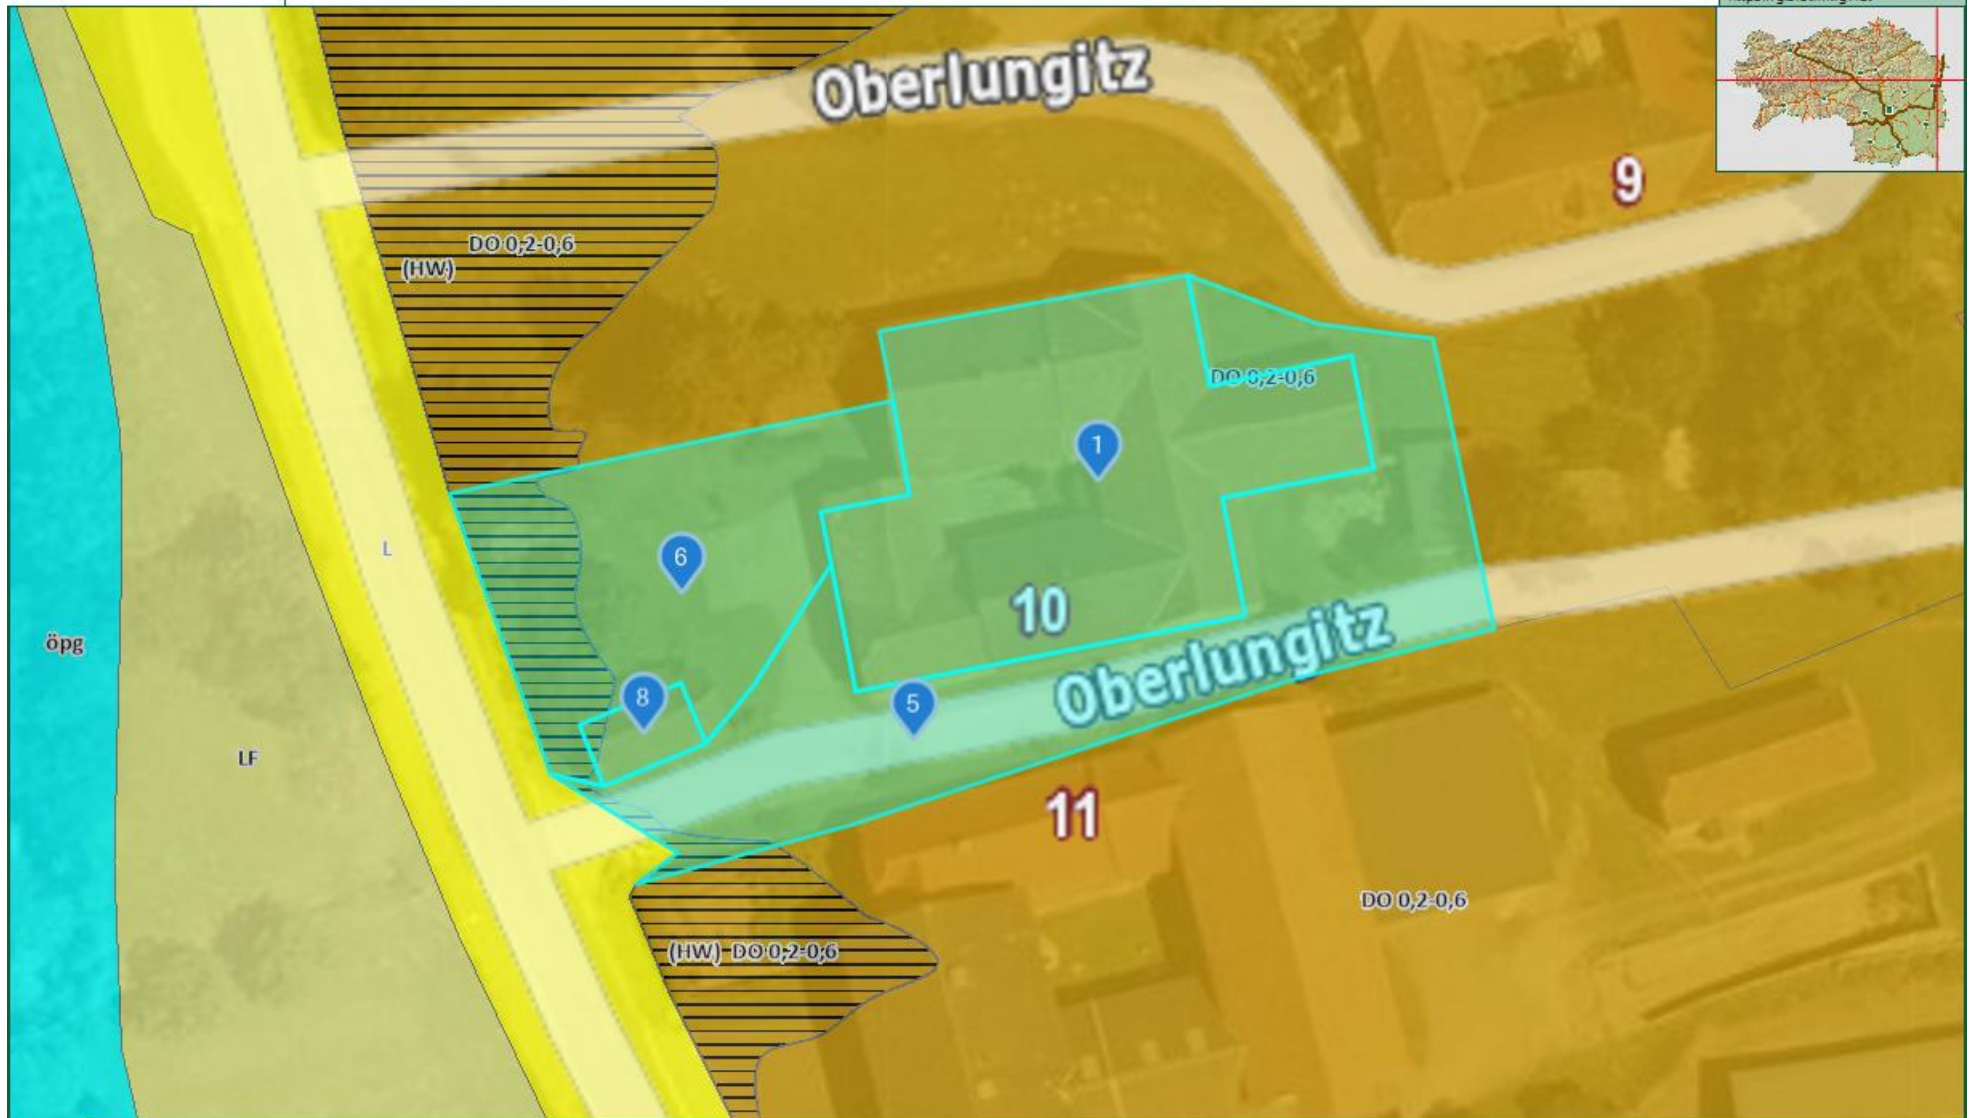 Oberlungitz
9
DO 0,2-0,6
(HW)
DO 0,2-0,6
1
L
6
10
Oberlungitz
öpg
8
5
LF
11
DO 0,2-0,6
(HW) DO 0,2-0,6